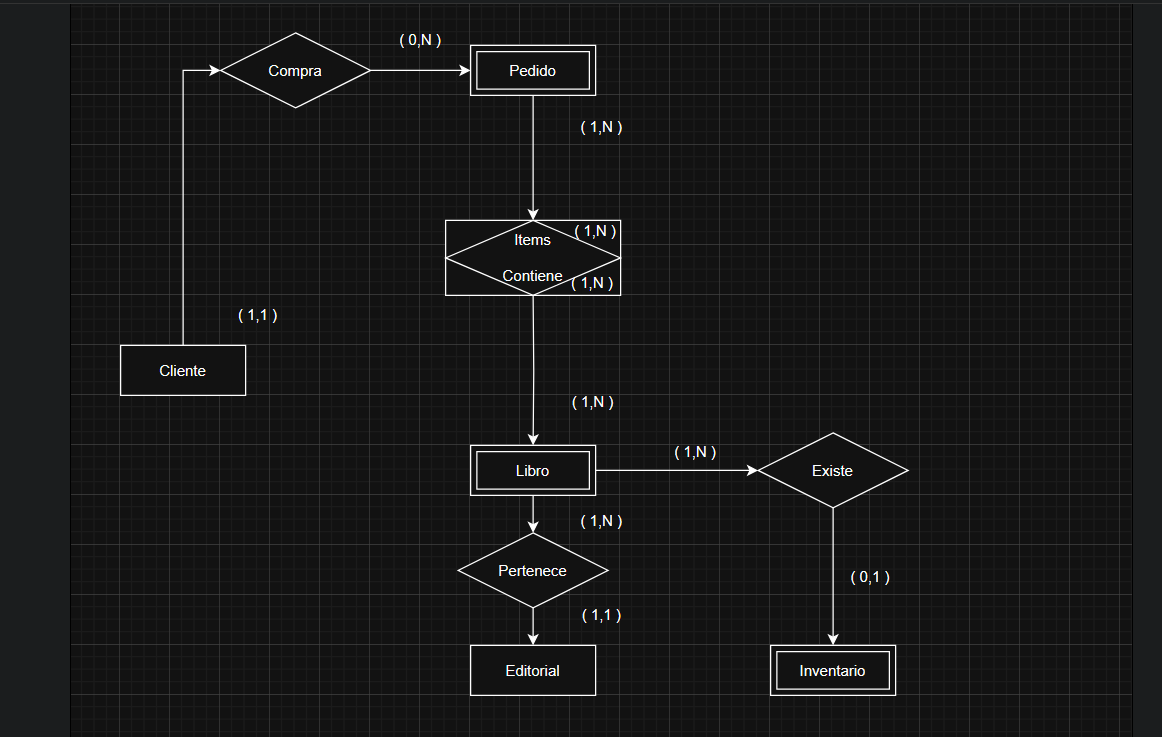 ( 0,N )
Compra
Pedido
( 1,N )
( 1,N )
Items
Contiene
( 1,N )
( 1,1 )
Cliente
( 1,N )
( 1,N )
Libro
Existe
( 1,N )
Pertenece
( 0,1 )
( 1,1 )
Editorial
Inventario